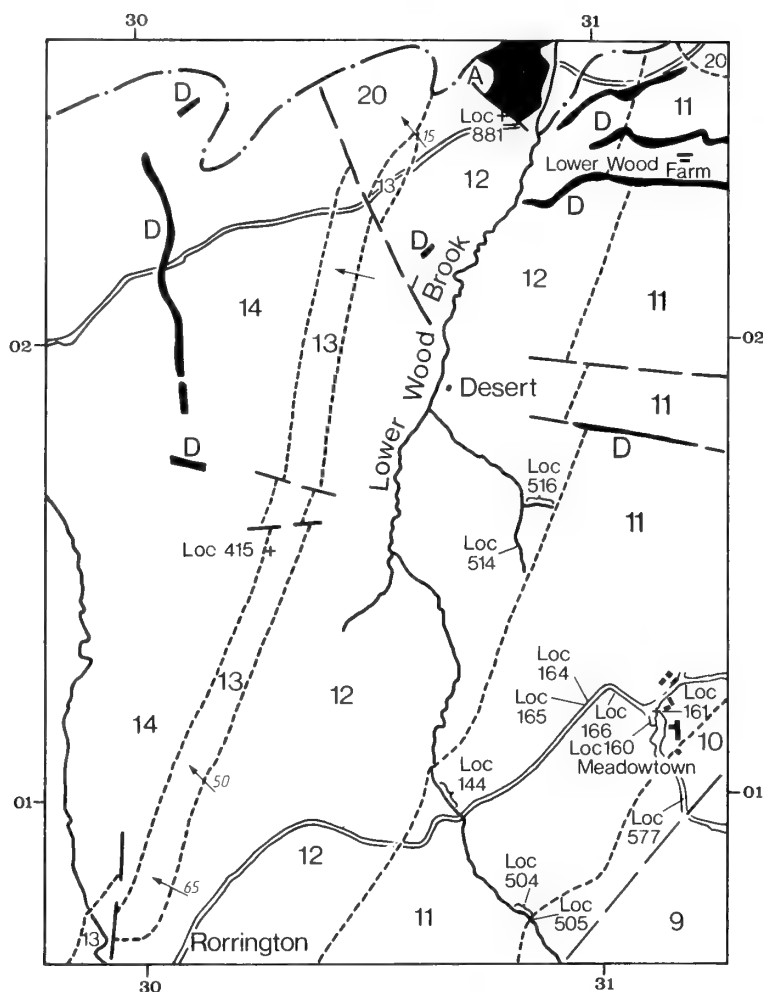 30
31
20
A
D
20
11
Loc
881
15
D
13
12
Lower Wood Farm
D
D
D
Brook
12
14
11
13
02
02
Lower Wood
Desert
11
D
D
Loc
516
11
Loc 415
Loc
514
13
12
14
Loc
164
Loc
165
Loc
166
Loc
161
Loc 160
10
Meadowtown
Loc
144
50
01
01
Loc
577
12
Loc
504
65
Loc
505
11
9
13
Rorrington
30
31